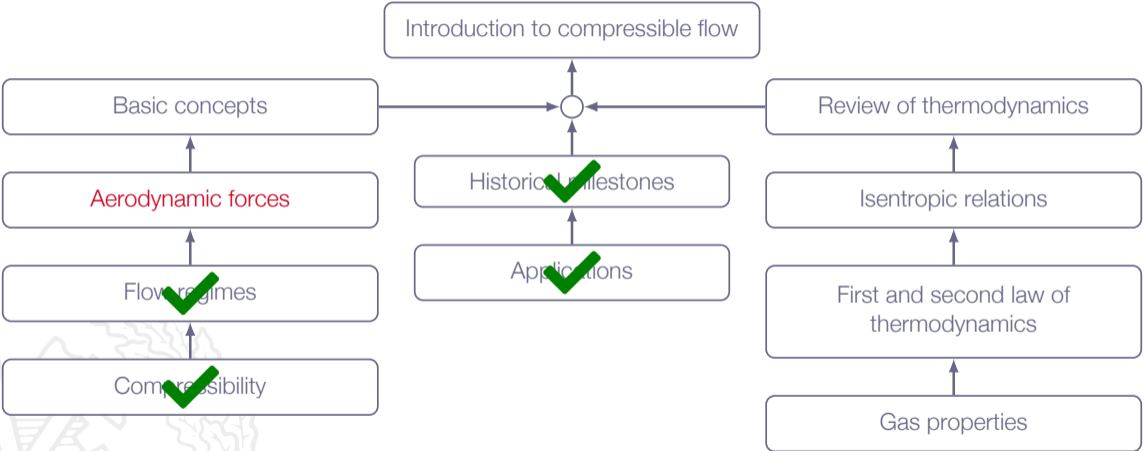 Introduction to compressible flow
Basic concepts
Review of thermodynamics
Aerodynamic forces
Historical milestones
Isentropic relations
Flow regimes
Applications
First and second law of
thermodynamics
Compressibility
Gas properties